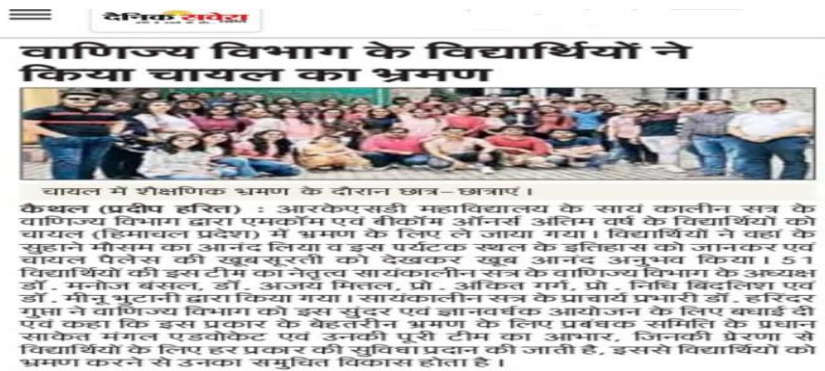 दैनिक सवेरा
वाणिज्य विभाग के विद्यार्थियों ने
किया चायल का भ्रमण
चायल में शैक्षणिक भ्रमण के दौरान छात्र-छात्राएं।
कैथल (प्रदीप हरित) : आरकेएसडी महाविद्यालय के सायं कालीन सत्र के
वाणिज्य विभाग द्वारा एमकॉम एवं बीकॉम ऑनर्स अंतिम वर्ष के विद्यार्थियों को
चायल (हिमाचल प्रदेश) में भ्रमण के लिए ले जाया गया। विद्यार्थियों ने वहां के
सुहाने मौसम का आनंद लिया व इस पर्यटक स्थल के इतिहास को जानकर एवं
चायल पैलेस की खूबसूरती को देखकर खूब आनंद अनुभव किया। 51
विद्यार्थियों की इस टीम का नेतृत्व सायंकालीन सत्र के वाणिज्य विभाग के अध्यक्ष
डॉ. मनोज बंसल, डॉ. अजय मित्तल, प्रो. अंकित गर्ग, प्रो. निधि बिंदलिश एवं
डॉ. मीनू भुटानी द्वारा किया गया। सायंकालीन सत्र के प्राचार्य प्रभारी डॉ. हरिंदर
गुप्ता ने वाणिज्य विभाग को इस सुंदर एवं ज्ञानवर्धक आयोजन के लिए बधाई दी
एवं कहा कि इस प्रकार के बेहतरीन भ्रमण के लिए प्रबंधक समिति के प्रधान
साकेत मंगल एडवोकेट एवं उनकी पूरी टीम का आभार, जिनकी प्रेरणा से
विद्यार्थियों के लिए हर प्रकार की सुविधा प्रदान की जाती है, इससे विद्यार्थियों को
भ्रमण करने से उनका समुचित विकास होता है।